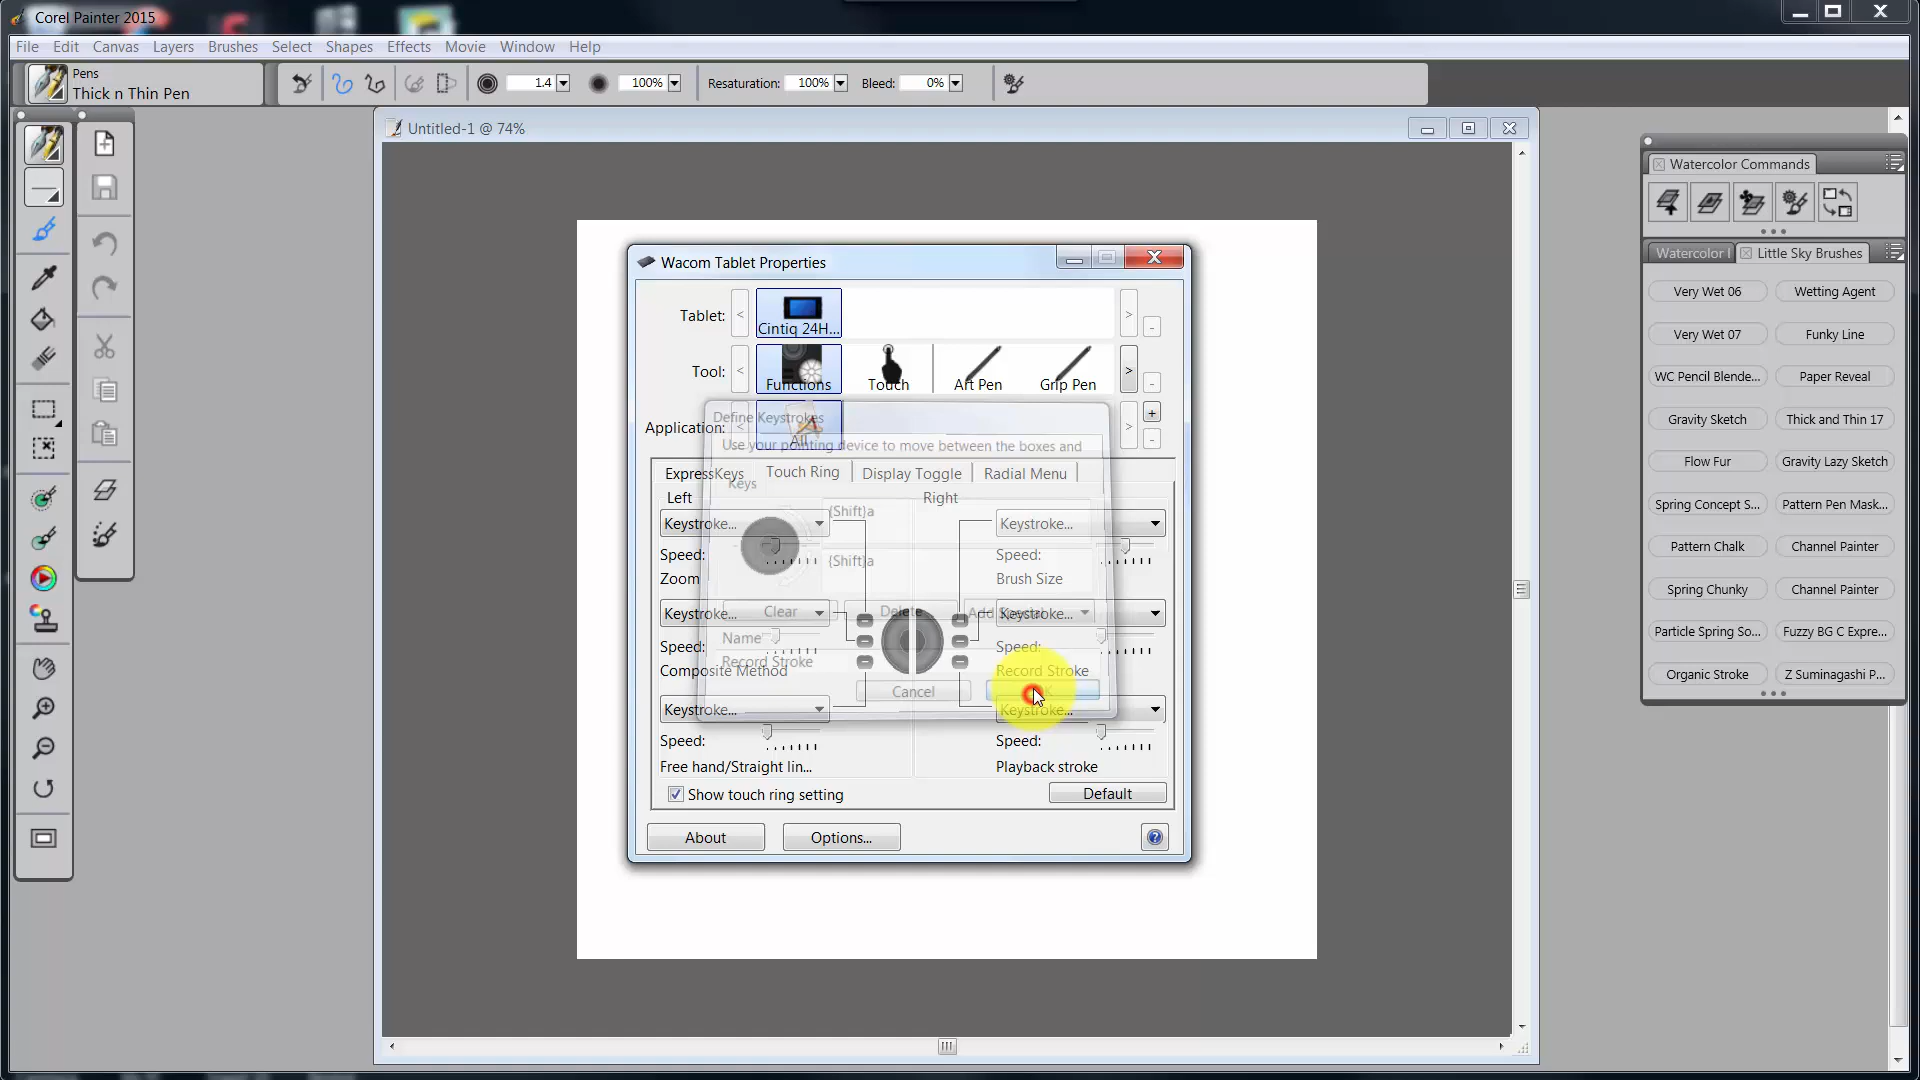 Corel Painter 2015
File Edit Canvas Layers Brushes Select Shapes Effects Movie Window Help
Pens
Thick n Thin Pen
1.4 100% Resaturation: 100% Bleed: 0%
Untitled-1 @ 74%
Watercolor Commands
Watercolor I Little Sky Brushes
Very Wet 06 Wetting Agent
Very Wet 07 Funky Line
WC Pencil Blende... Paper Reveal
Gravity Sketch Thick and Thin 17
Flow Fur Gravity Lazy Sketch
Spring Concept S... Pattern Pen Mask...
Pattern Chalk Channel Painter
Spring Chunky Channel Painter
Particle Spring So... Fuzzy BG C Expre...
Organic Stroke Z Suminagashi P...
Wacom Tablet Properties
Tablet: < Cintiq 24H... > -
Tool: < Functions Touch Art Pen Grip Pen > -
Application: < All > + -
Define Keystrokes
Use your pointing device to move between the boxes and
ExpressKeys Touch Ring Display Toggle Radial Menu
Keys
Left Right
Keystroke... {Shift}a Keystroke...
Speed: {Shift}a Speed:
Zoom Brush Size
Keystroke... Clear Delete Add Special Keystroke...
Name
Speed: Speed:
Record Stroke
Composite Method Record Stroke
Cancel
Keystroke... Keystroke...
Speed: Speed:
Free hand/Straight lin... Playback stroke
Show touch ring setting Default
About Options... ?